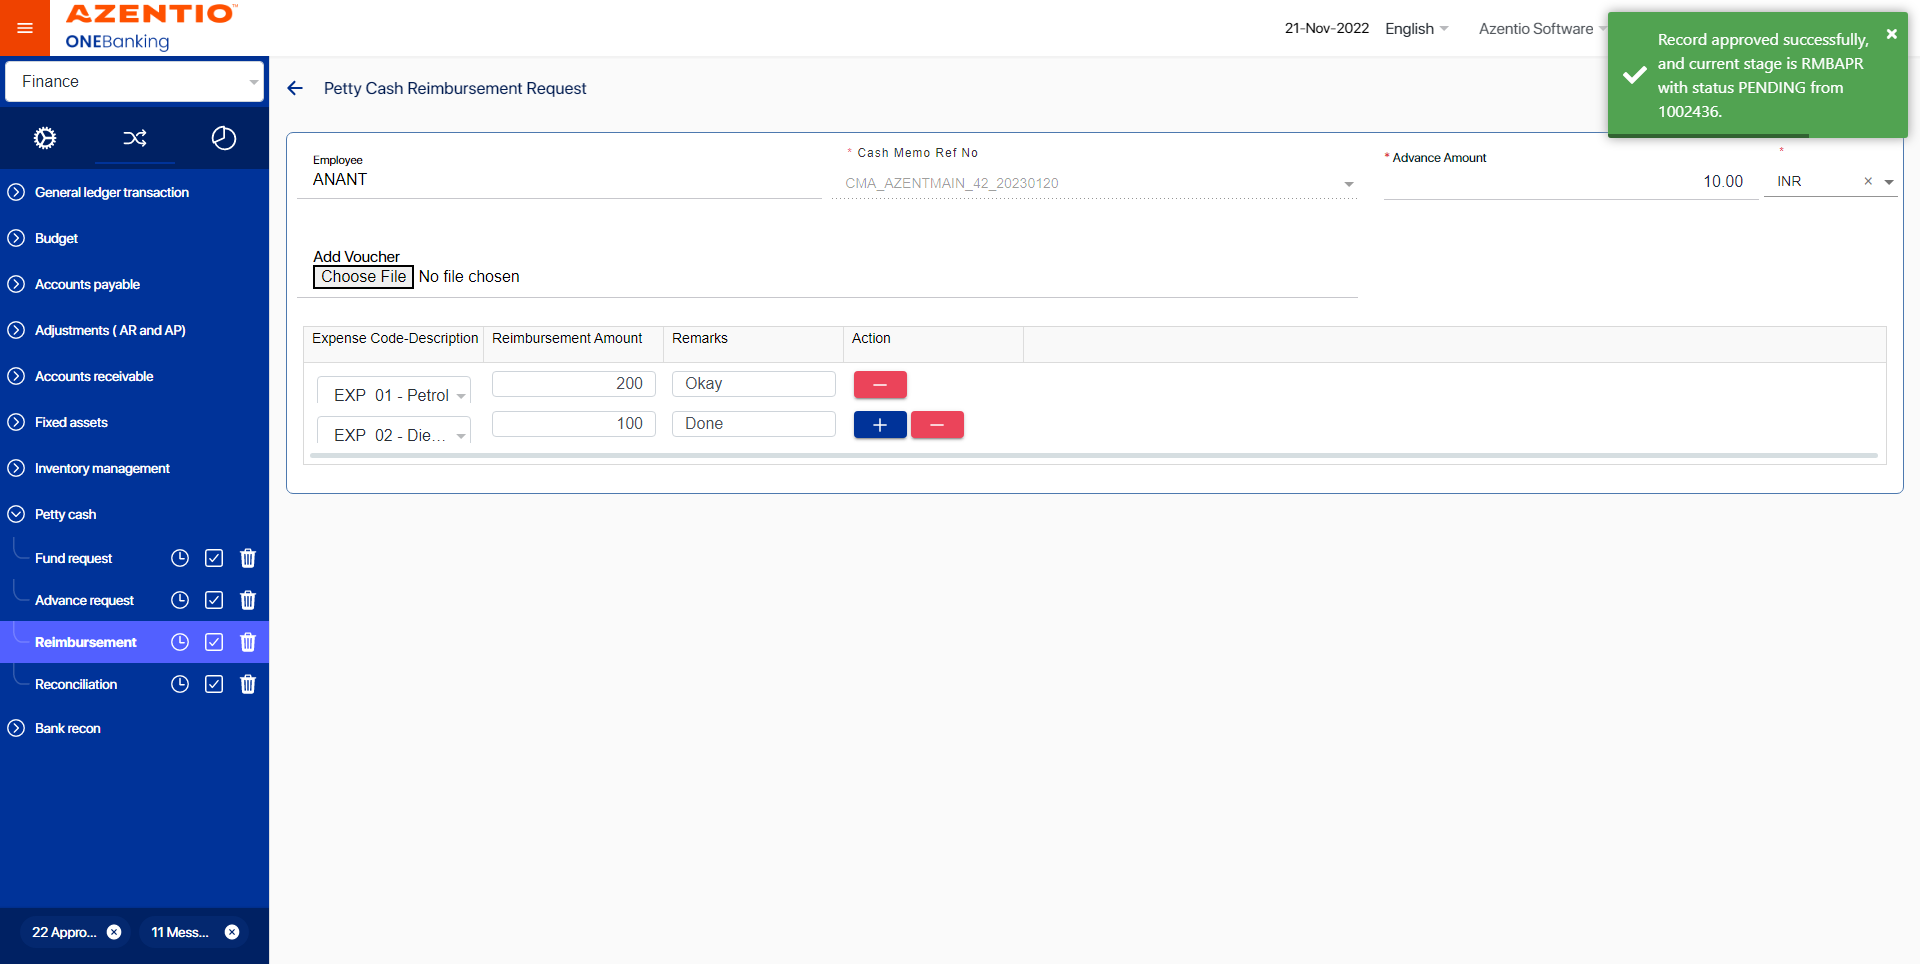 AZENTIO™
ONEBanking
21-Nov-2022
English
Azentio Software
Record approved successfully,
and current stage is RMBAPR
with status PENDING from
1002436.
Finance
General ledger transaction
Budget
Accounts payable
Adjustments ( AR and AP)
Accounts receivable
Fixed assets
Inventory management
Petty cash
Fund request
Advance request
Reimbursement
Reconciliation
Bank recon
22 Appro...
11 Mess...
Petty Cash Reimbursement Request
Employee
ANANT
* Cash Memo Ref No
CMA_AZENTMAIN_42_20230120
* Advance Amount
10.00
*
INR
Add Voucher
Choose File No file chosen
Expense Code-Description Reimbursement Amount Remarks Action
EXP 01 - Petrol 200 Okay
EXP 02 - Die... 100 Done